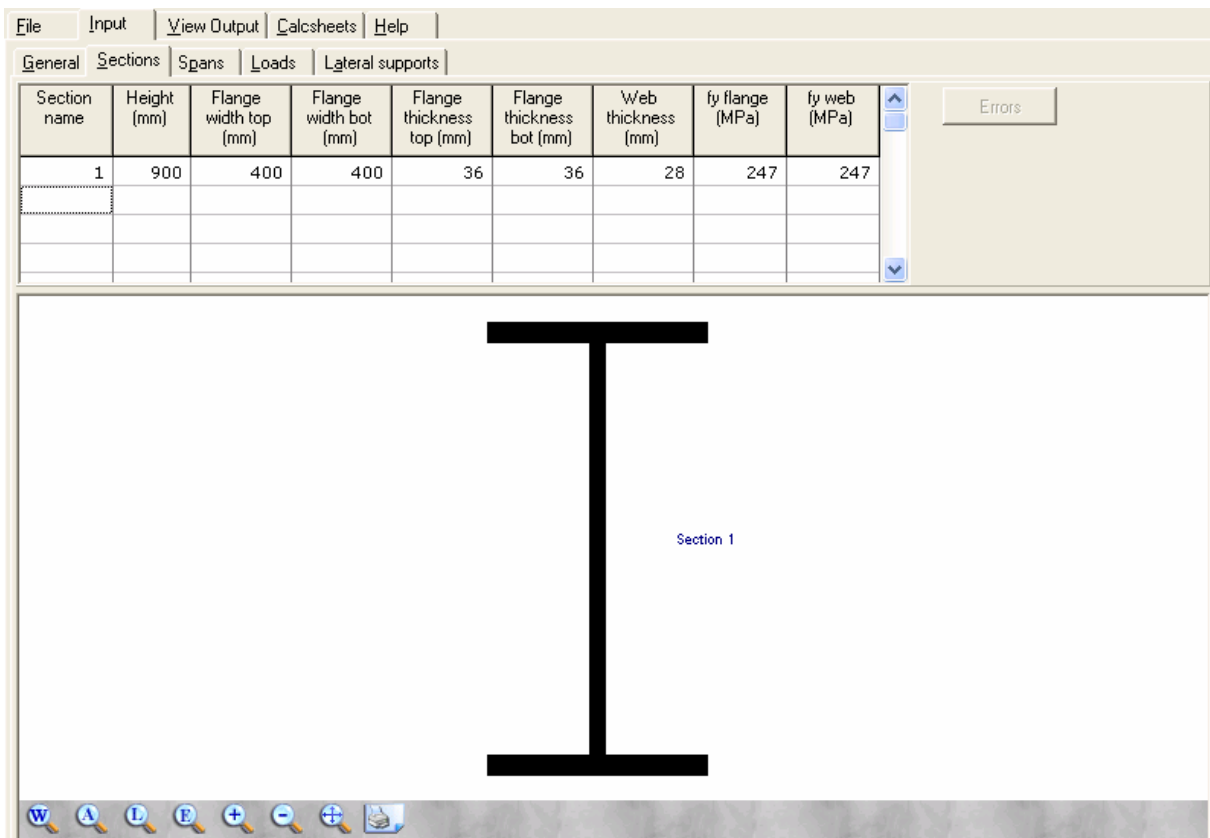 File Input View Output Calcsheets Help
General Sections Spans Loads Lateral supports
Section name Height (mm) Flange width top (mm) Flange width bot (mm) Flange thickness top (mm) Flange thickness bot (mm) Web thickness (mm) fy flange (MPa) fy web (MPa)
Errors
1 900 400 400 36 36 28 247 247
Section 1
W A L E